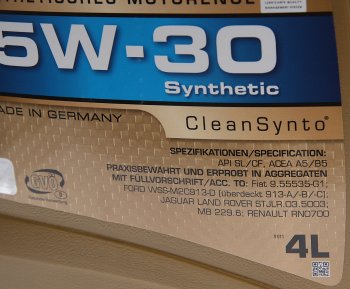 THETISCHES MOTORENOEL
5W-30
Synthetic
MADE IN GERMANY
CleanSynto®
SPEZIFIKATIONEN/SPECIFICATION:
API SL/CF, ACEA A5/B5
PRAXISBEWÄHRT UND ERPROBT IN AGGREGATEN
MIT FÜLLVORSCHRIFT/ACC. TO: Fiat 9.55535-G1;
FORD WSS-M2C913-D [überdeckt 913-A/-B/-C];
JAGUAR LAND ROVER STJLR.03.5003;
MB 229.6; RENAULT RN0700
4L